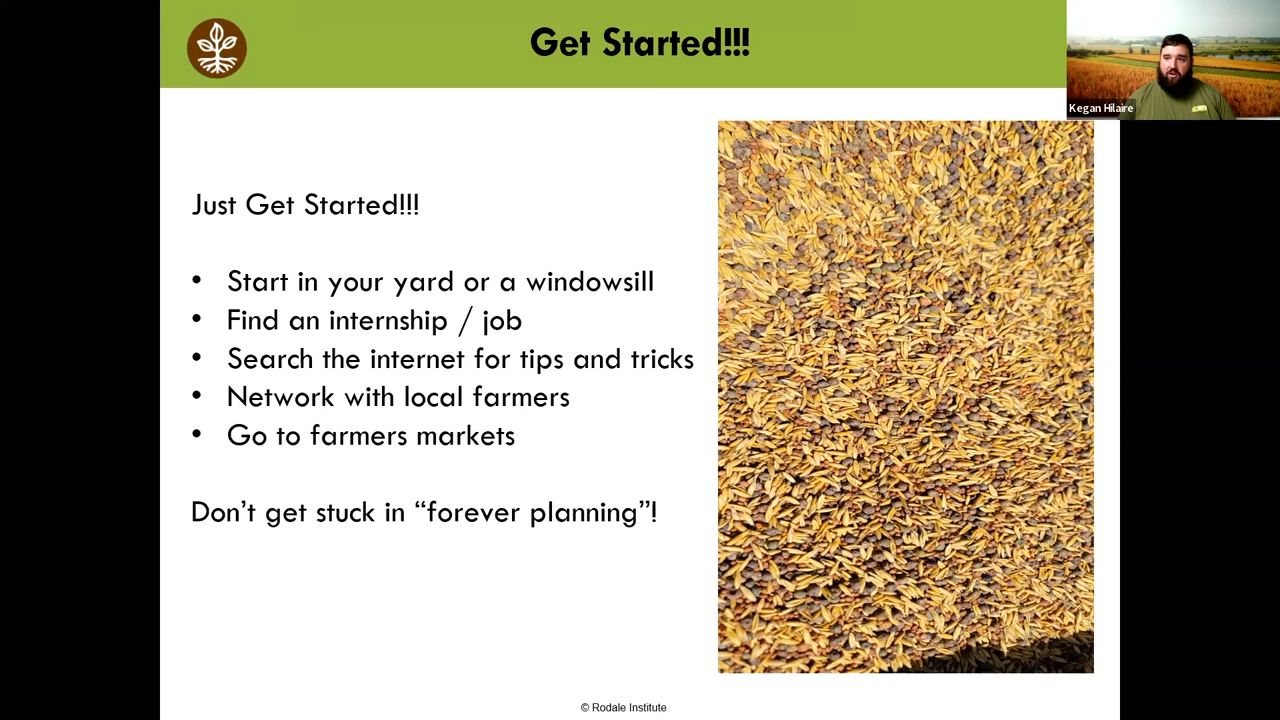 Get Started!!!
Kegan Hilaire
Just Get Started!!!
• Start in your yard or a windowsill
• Find an internship / job
• Search the internet for tips and tricks
• Network with local farmers
• Go to farmers markets
Don’t get stuck in “forever planning”!
© Rodale Institute